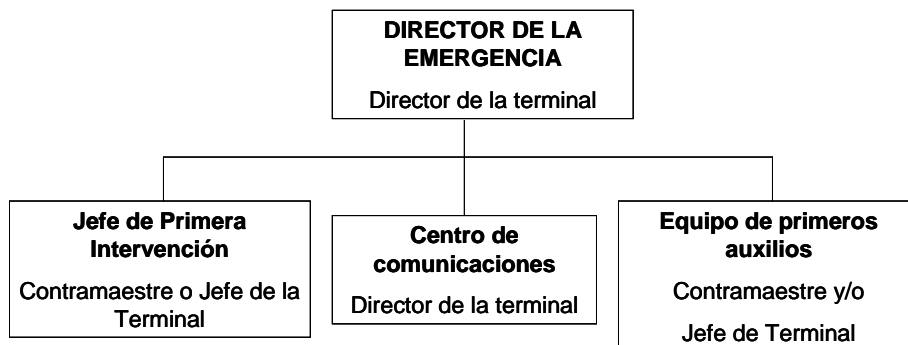 DIRECTOR DE LA
EMERGENCIA
Director de la terminal
Jefe de Primera
Intervención
Contramaestre o Jefe de la
Terminal
Centro de
comunicaciones
Director de la terminal
Equipo de primeros
auxilios
Contramaestre y/o
Jefe de Terminal